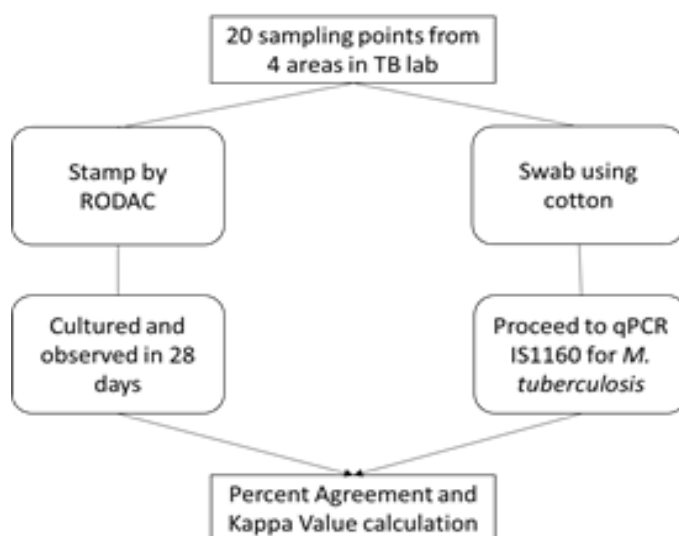 20 sampling points from
4 areas in TB lab
Stamp by
RODAC
Swab using
cotton
Cultured and
observed in 28
days
Proceed to qPCR
IS1160 for M.
tuberculosis
Percent Agreement and
Kappa Value calculation